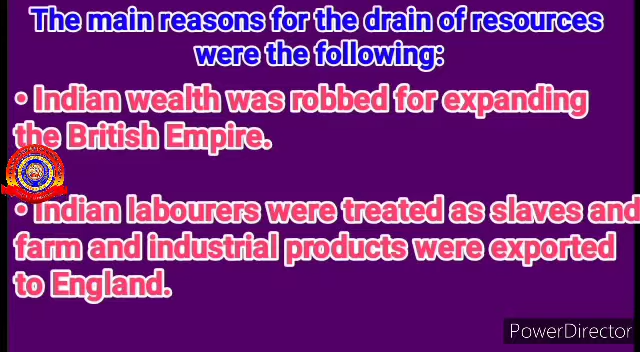 The main reasons for the drain of resources
were the following:
• Indian wealth was robbed for expanding
the British Empire.
• Indian labourers were treated as slaves and
farm and industrial products were exported
to England.
PowerDirector